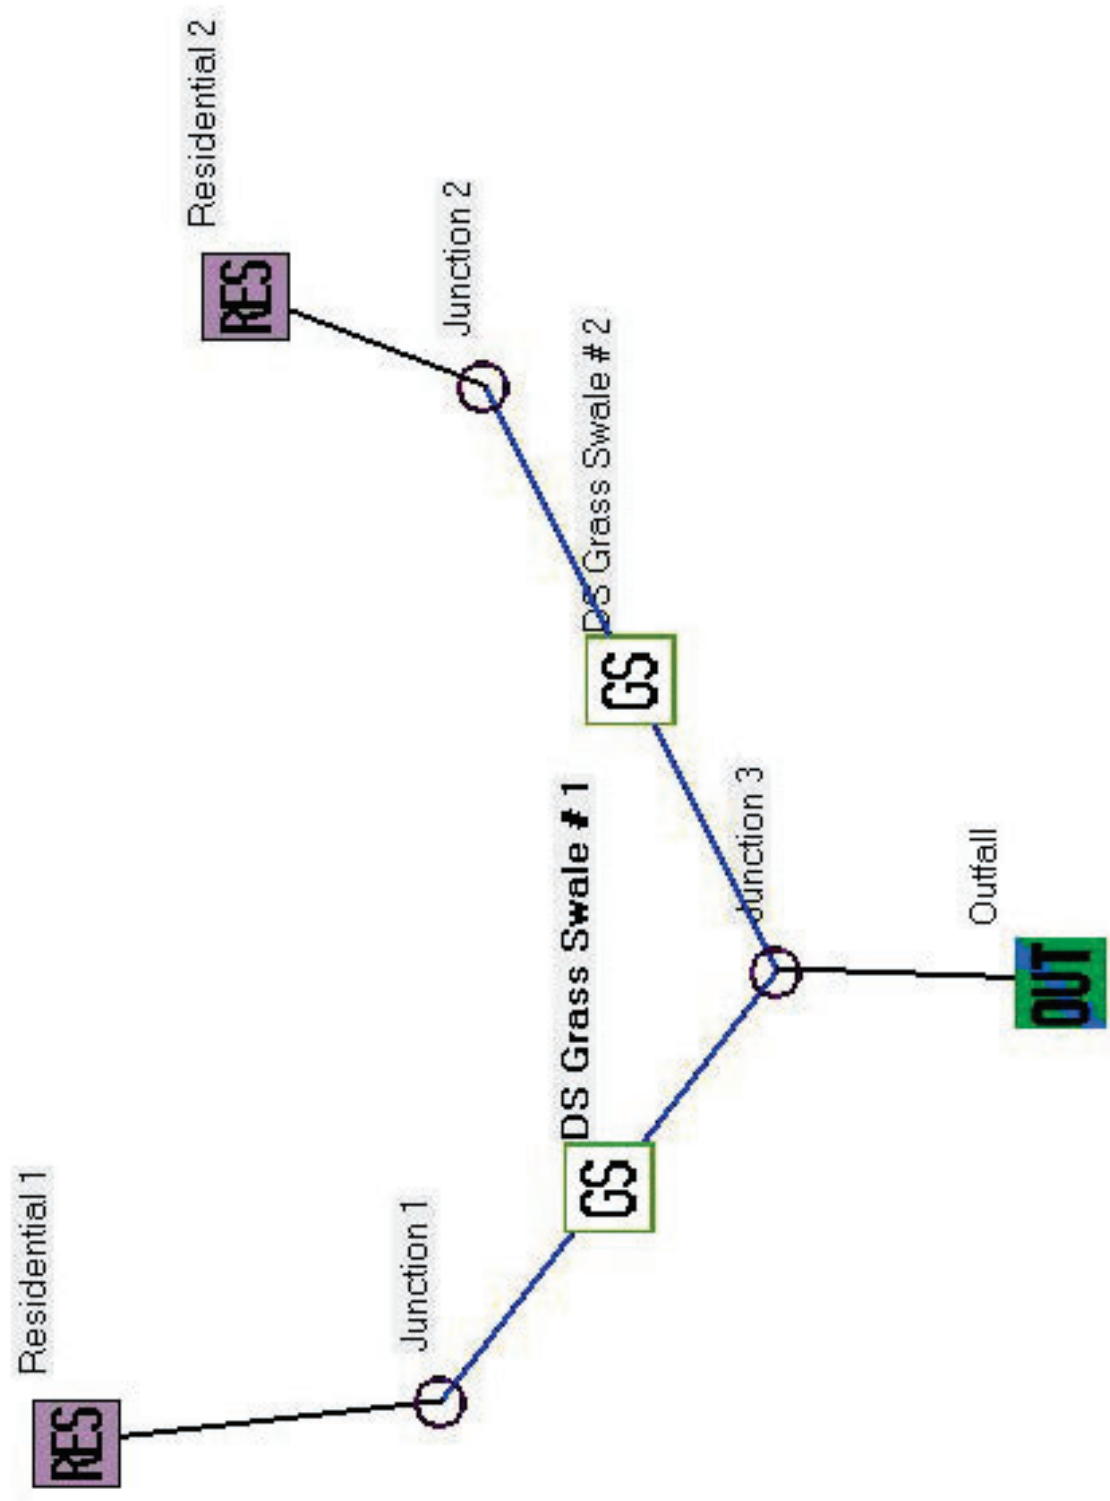 Residential 1
RES
Junction 1
DS Grass Swale # 1
GS
Junction 3
Outfall
OUT
DS Grass Swale # 2
GS
Junction 2
Residential 2
RES